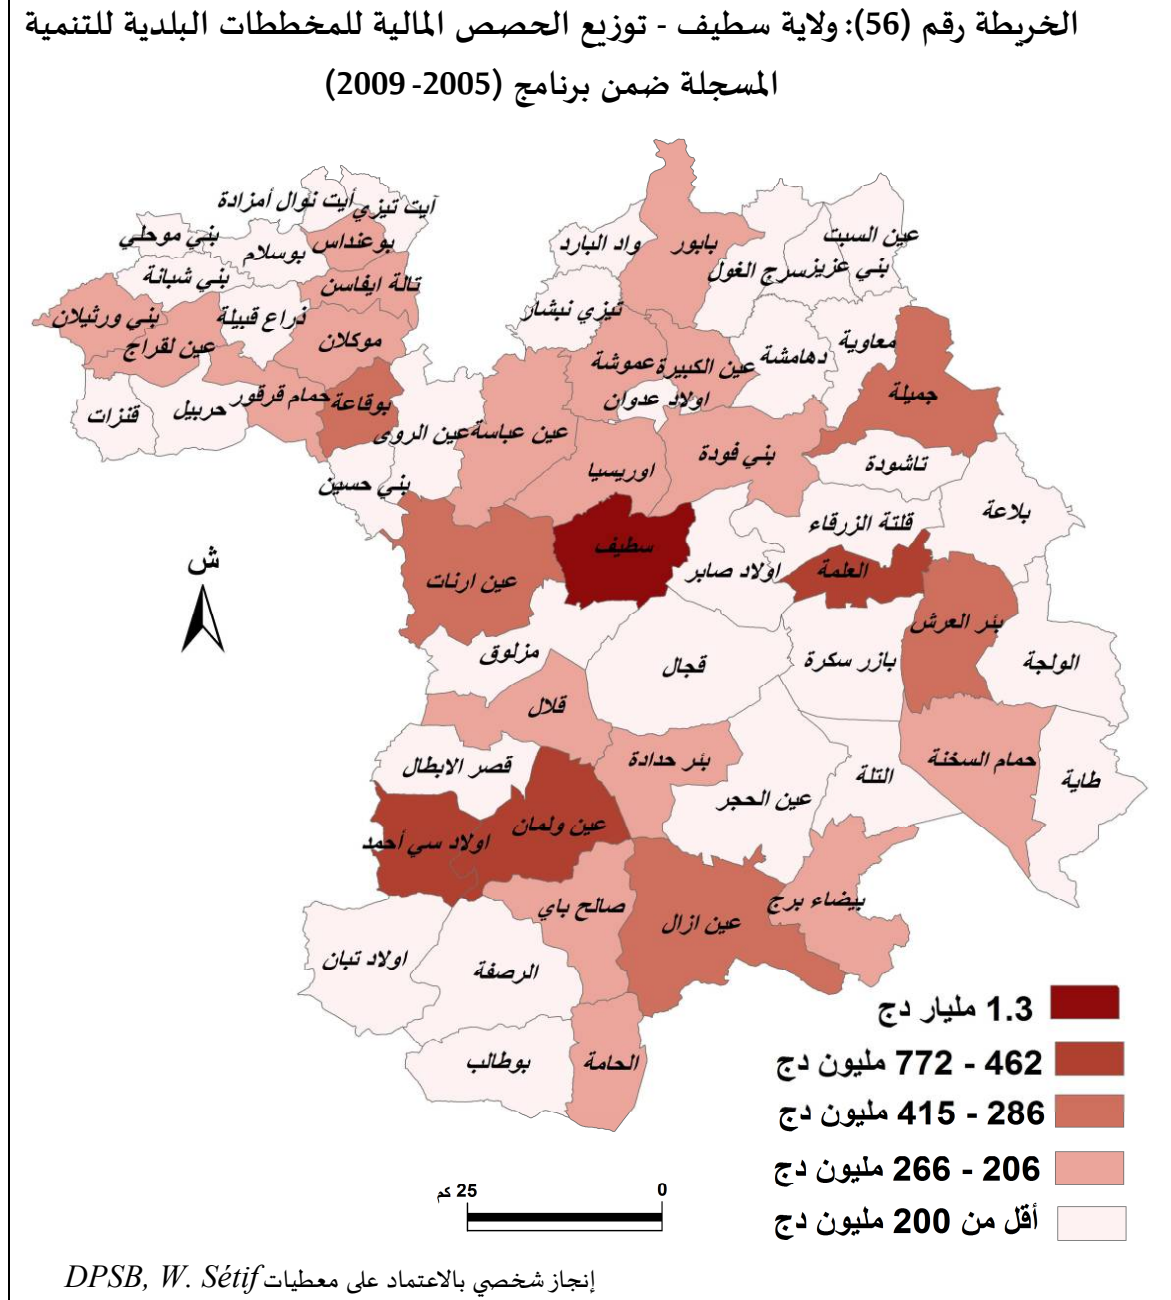 الخريطة رقم (56): ولاية سطيف - توزيع الحصص المالية للمخططات البلدية للتنمية
المسجلة ضمن برنامج (2005- 2009)
أيت نوال أمزادة
أيت تيزي
بني موحلي
بوسلام
بوعنداس
بني شبانة
تالة ايفاسن
بني ورثيلان
ذراع قبيلة
عين لقراج
موكلان
قنزات
حربيل
حمام قرقور
بوقاعة
واد البارد
بابور
سرج الغول
عين السبت
بني عزيز
تيزي نبشار
معاوية
دهامشة
عموشة
عين الكبيرة
اولاد عدوان
جميلة
عين الروى
عين عباسة
بني فودة
تاشودة
اوريسيا
بني حسين
بلاعة
قلتة الزرقاء
سطيف
اولاد صابر
العلمة
عين ارنات
بئر العرش
ش
مزلوق
قجال
بازر سكرة
الولجة
قلال
قصر الابطال
بئر حدادة
حمام السخنة
التلة
طاية
عين الحجر
عين ولمان
اولاد سي أحمد
صالح باي
عين ازال
بيضاء برج
اولاد تبان
الرصفة
بوطالب
الحامة
1.3 مليار دج
462 - 772 مليون دج
286 - 415 مليون دج
206 - 266 مليون دج
أقل من 200 مليون دج
0 25 كم
إنجاز شخصي بالاعتماد على معطيات DPSB, W. Sétif